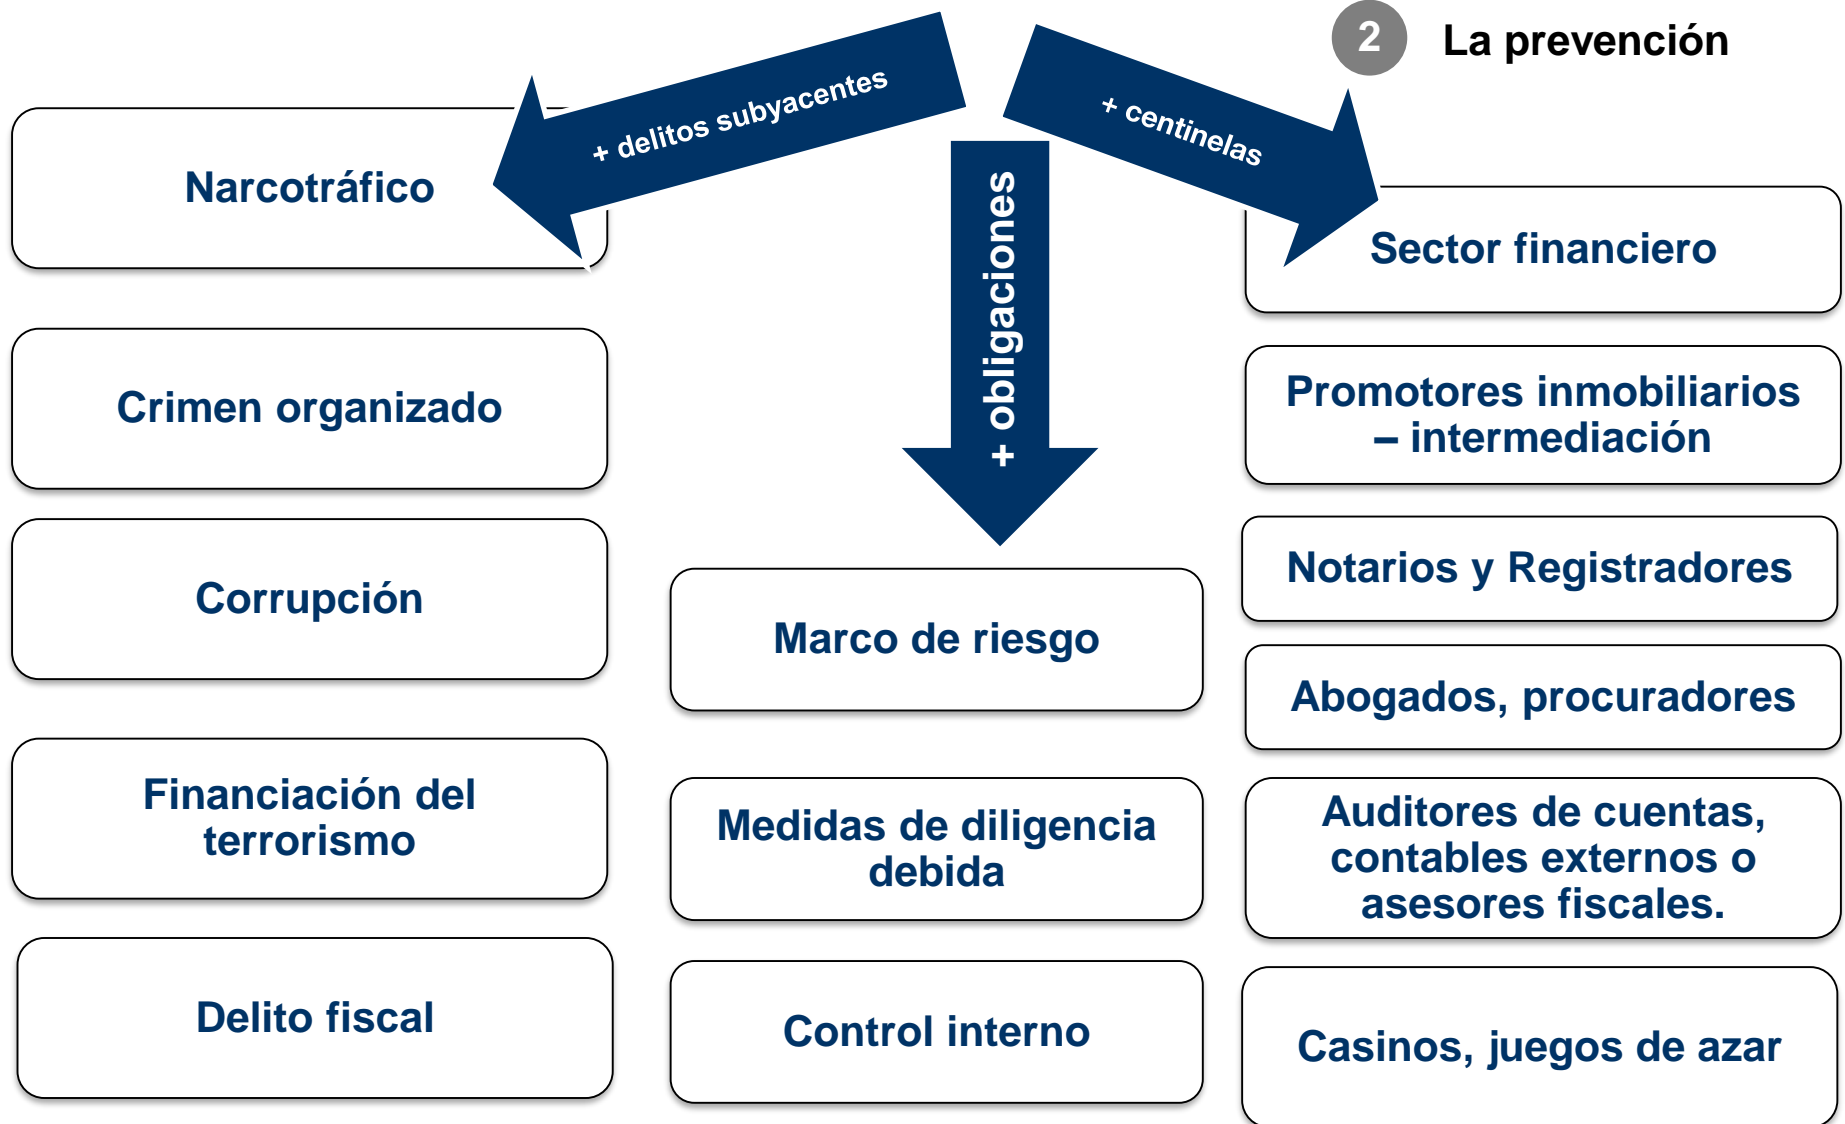 2
La prevención
+ delitos subyacentes
+ centinelas
+ obligaciones
Narcotráfico
Crimen organizado
Corrupción
Financiación del
terrorismo
Delito fiscal
Marco de riesgo
Medidas de diligencia
debida
Control interno
Sector financiero
Promotores inmobiliarios
– intermediación
Notarios y Registradores
Abogados, procuradores
Auditores de cuentas,
contables externos o
asesores fiscales.
Casinos, juegos de azar